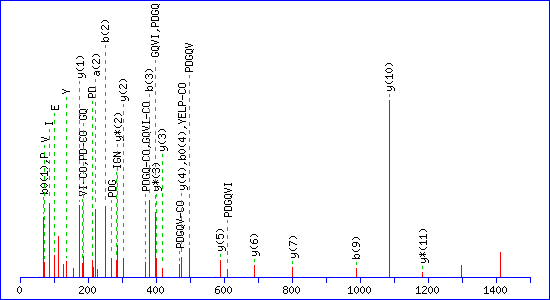 b0(1),P
V
I
E
Y
y(1)
VI-CO,PD-CO
GQ
PD
a(2)
b(2)
PDG
IGN
y*(2)
y(2)
PDGQ-CO,GQVI-CO
b(3)
y*(3)
GQVI,PDGQ
y(3)
PDGQV-CO
y(4),b04),YELP-CO
PDGQV
y(5)
PDGQVI
y(6)
y(7)
b(9)
y(10)
y*(11)
0
200
400
600
800
1000
1200
1400